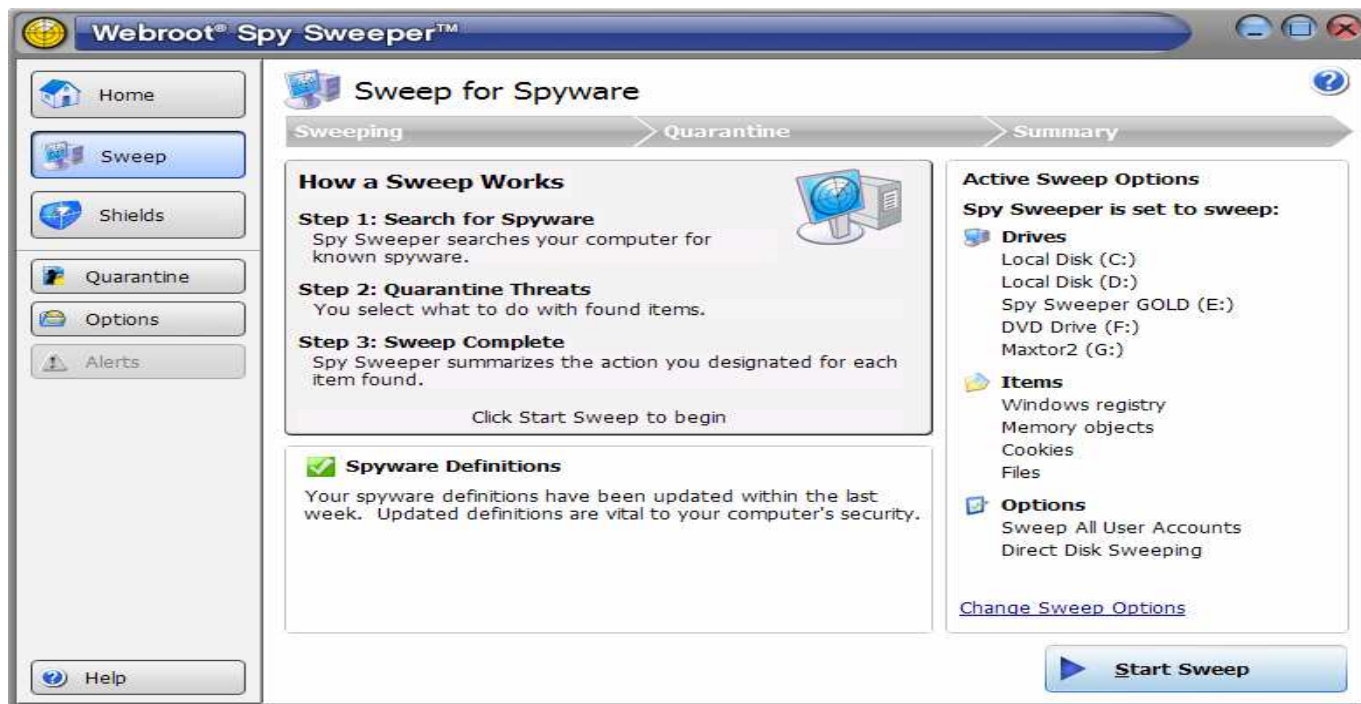 Webroot® Spy Sweeper™
Home
Sweep
Shields
Quarantine
Options
Alerts
Help
Sweep for Spyware
Sweeping
Quarantine
Summary
How a Sweep Works
Step 1: Search for Spyware
Spy Sweeper searches your computer for
known spyware.
Step 2: Quarantine Threats
You select what to do with found items.
Step 3: Sweep Complete
Spy Sweeper summarizes the action you designated for each
item found.
Click Start Sweep to begin
Spyware Definitions
Your spyware definitions have been updated within the last
week. Updated definitions are vital to your computer's security.
Active Sweep Options
Spy Sweeper is set to sweep:
Drives
Local Disk (C:)
Local Disk (D:)
Spy Sweeper GOLD (E:)
DVD Drive (F:)
Maxtor2 (G:)
Items
Windows registry
Memory objects
Cookies
Files
Options
Sweep All User Accounts
Direct Disk Sweeping
Change Sweep Options
Start Sweep